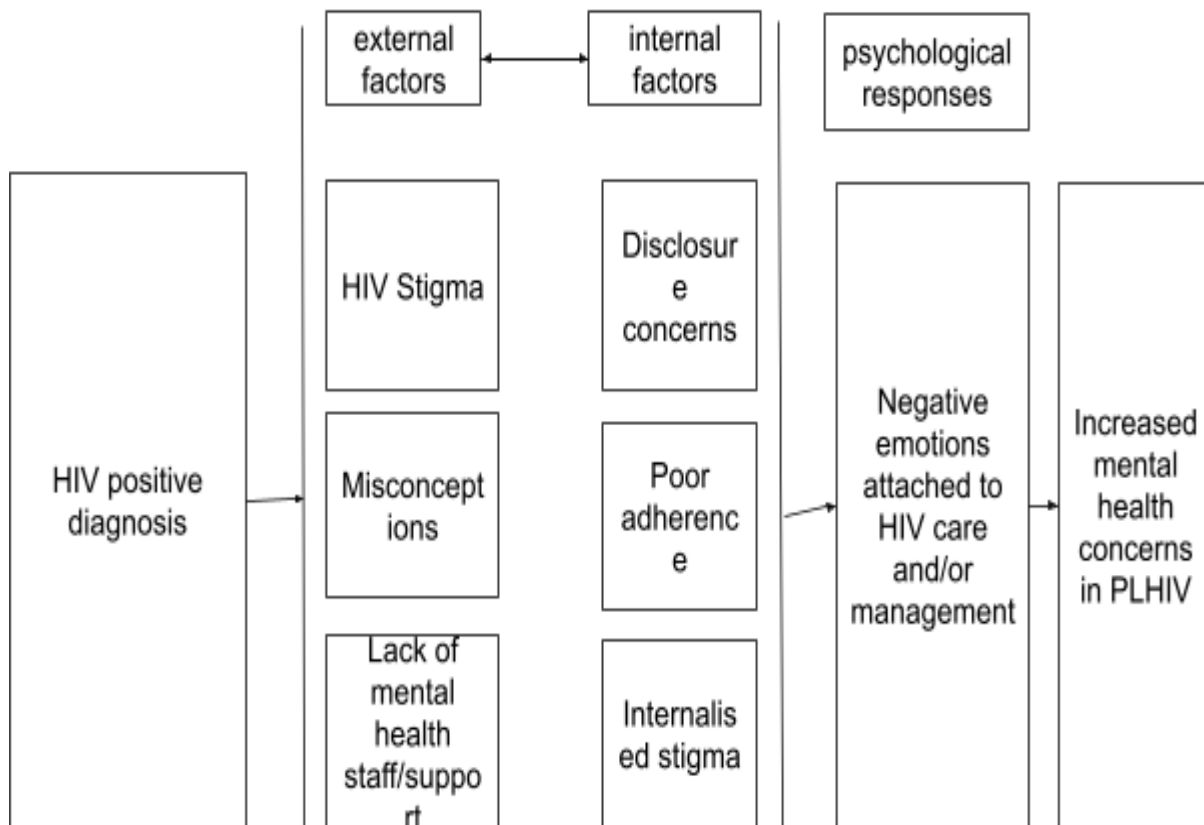 external
factors
internal
factors
psychological
responses
HIV positive
diagnosis
HIV Stigma
Misconcept
ions
Lack of
mental
health
staff/suppo
rt
Disclosur
e
concerns
Poor
adherenc
e
Internalis
ed stigma
Negative
emotions
attached to
HIV care
and/or
management
Increased
mental
health
concerns
in PLHIV